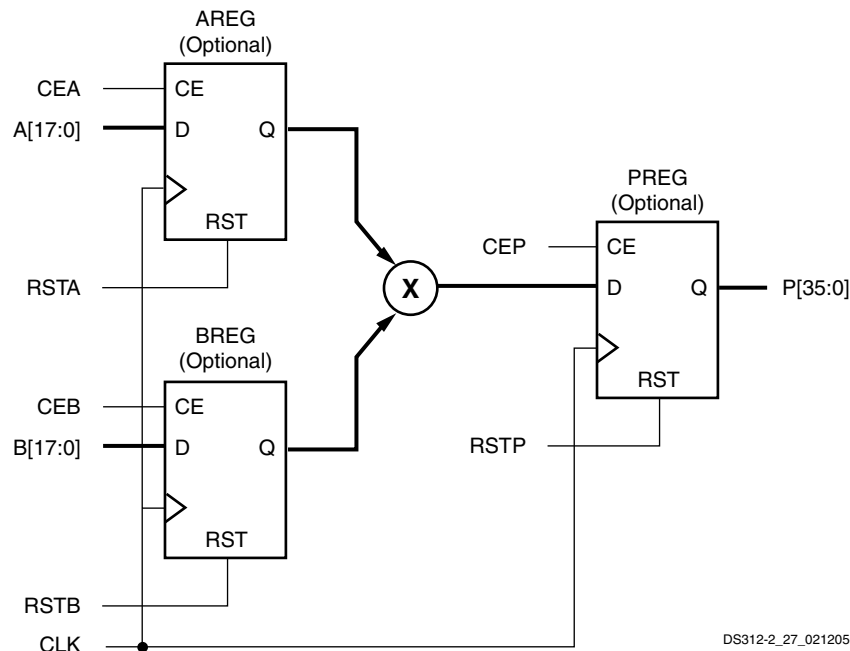 AREG
(Optional)
CEA
CE
A[17:0]
D
Q
RST
RSTA
BREG
(Optional)
CEB
CE
B[17:0]
D
Q
RST
RSTB
CLK
X
PREG
(Optional)
CEP
CE
D
Q
P[35:0]
RST
RSTP
DS312-2_27_021205